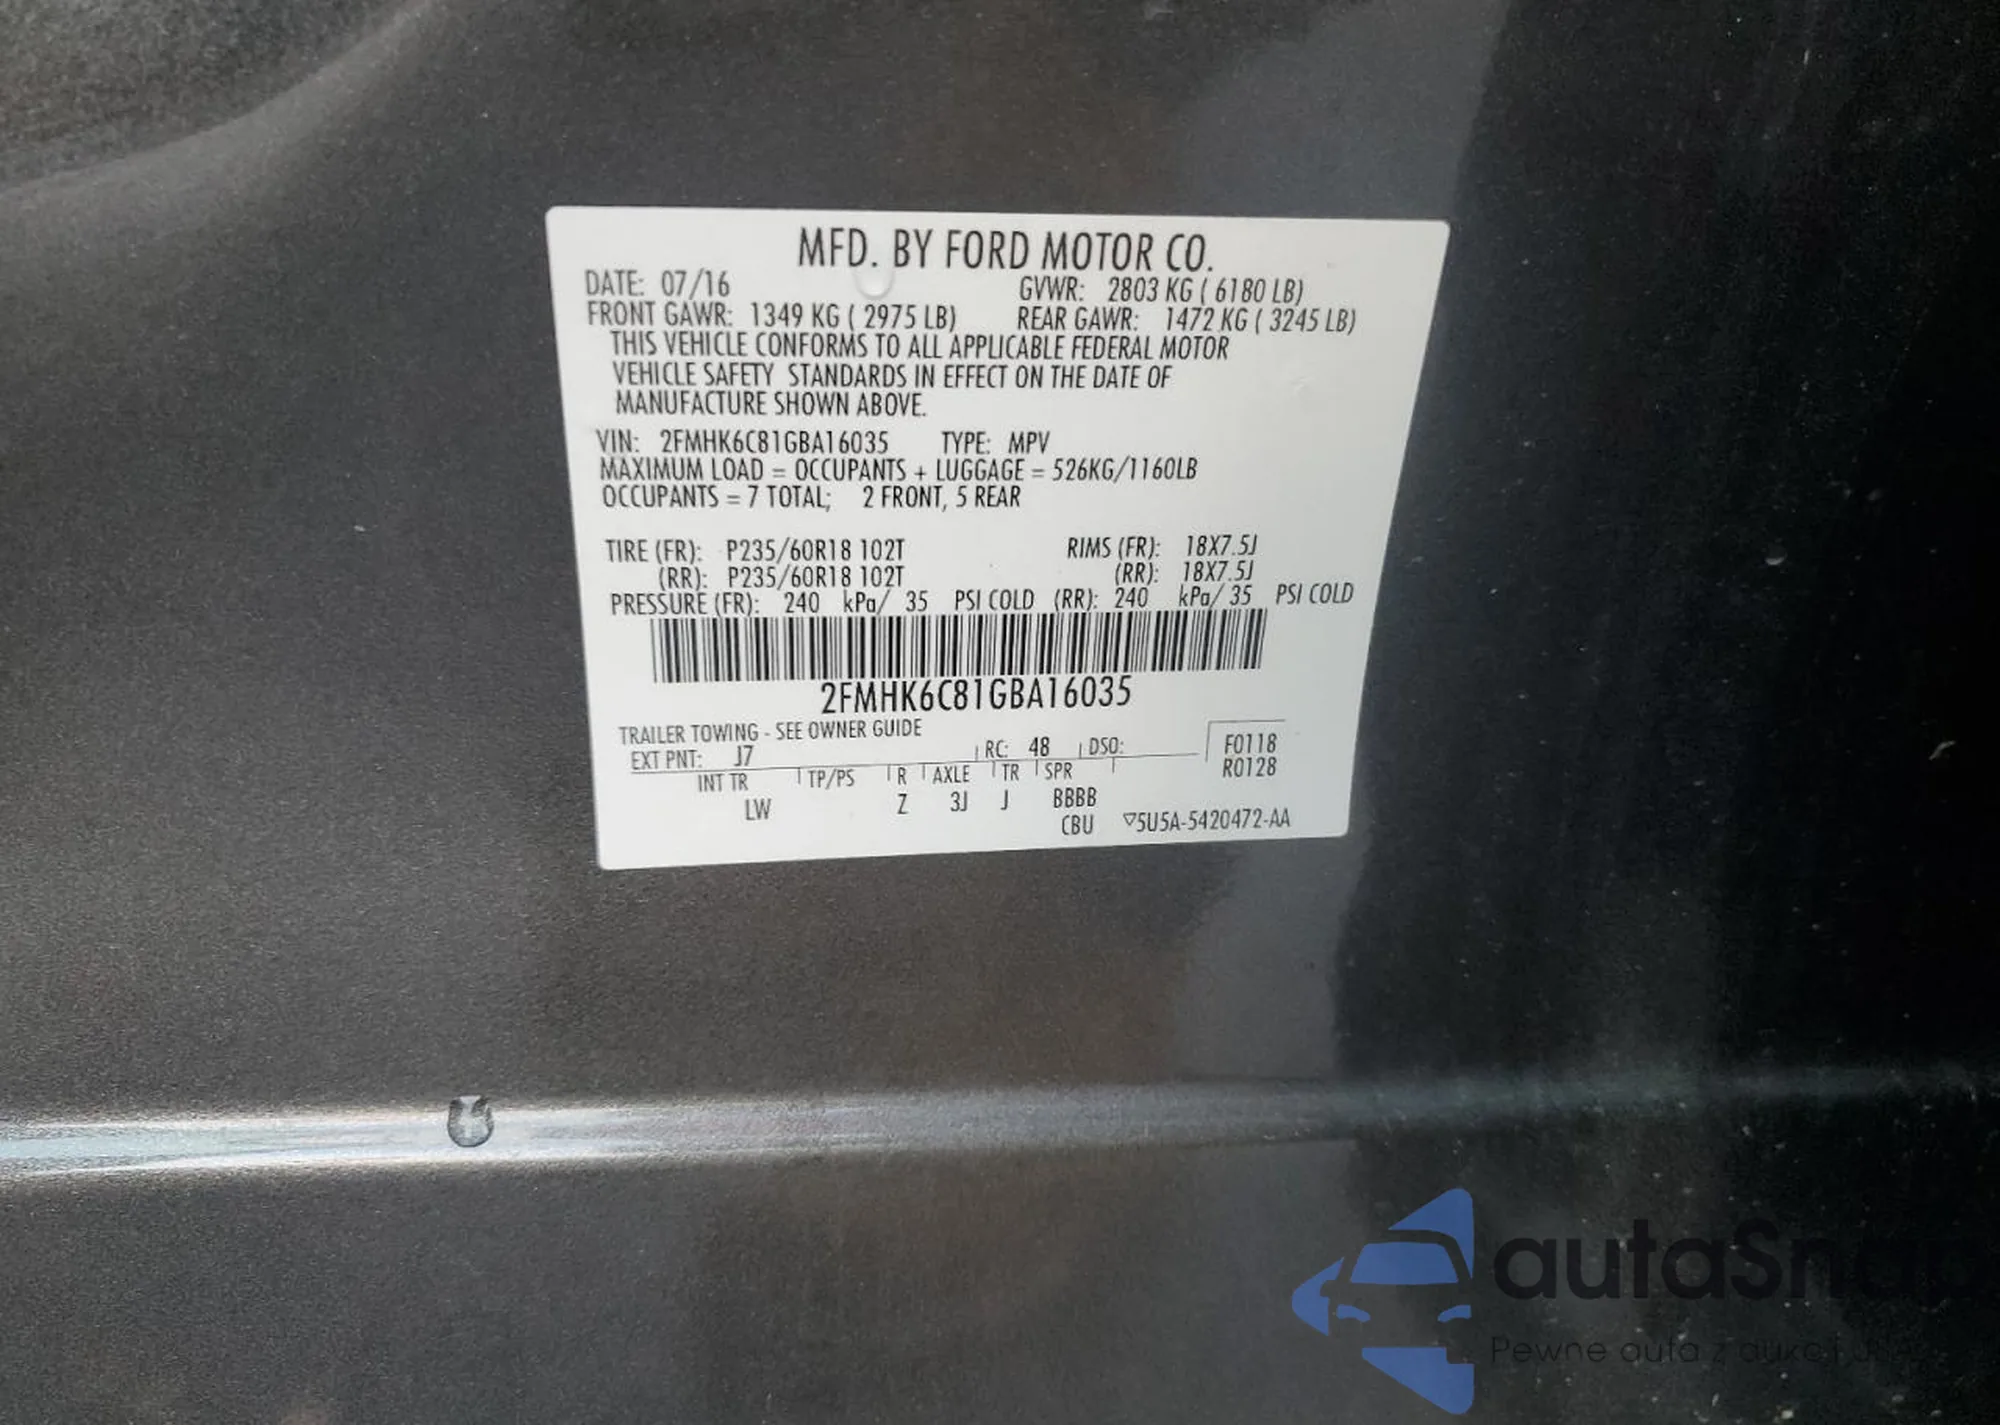 MFD. BY FORD MOTOR CO.
DATE: 07/16 GVWR: 2803 KG ( 6180 LB)
FRONT GAWR: 1349 KG ( 2975 LB) REAR GAWR: 1472 KG ( 3245 LB)
THIS VEHICLE CONFORMS TO ALL APPLICABLE FEDERAL MOTOR
VEHICLE SAFETY STANDARDS IN EFFECT ON THE DATE OF
MANUFACTURE SHOWN ABOVE.
VIN: 2FMHK6C81GBA16035 TYPE: MPV
MAXIMUM LOAD = OCCUPANTS + LUGGAGE = 526KG/1160LB
OCCUPANTS = 7 TOTAL; 2 FRONT, 5 REAR
TIRE (FR): P235/60R18 102T RIMS (FR): 18X7.5J
(RR): P235/60R18 102T (RR): 18X7.5J
PRESSURE (FR): 240 kPa/ 35 PSI COLD (RR): 240 kPa/ 35 PSI COLD
2FMHK6C81GBA16035
TRAILER TOWING - SEE OWNER GUIDE
EXT PNT: J7 RC: 48 DSO: F0118
R0128
INT TR TP/PS R AXLE TR SPR
LW Z 3J J BBBB
CBU ▽5U5A-5420472-AA
autaSnap
Pewne auta z aukcji USA